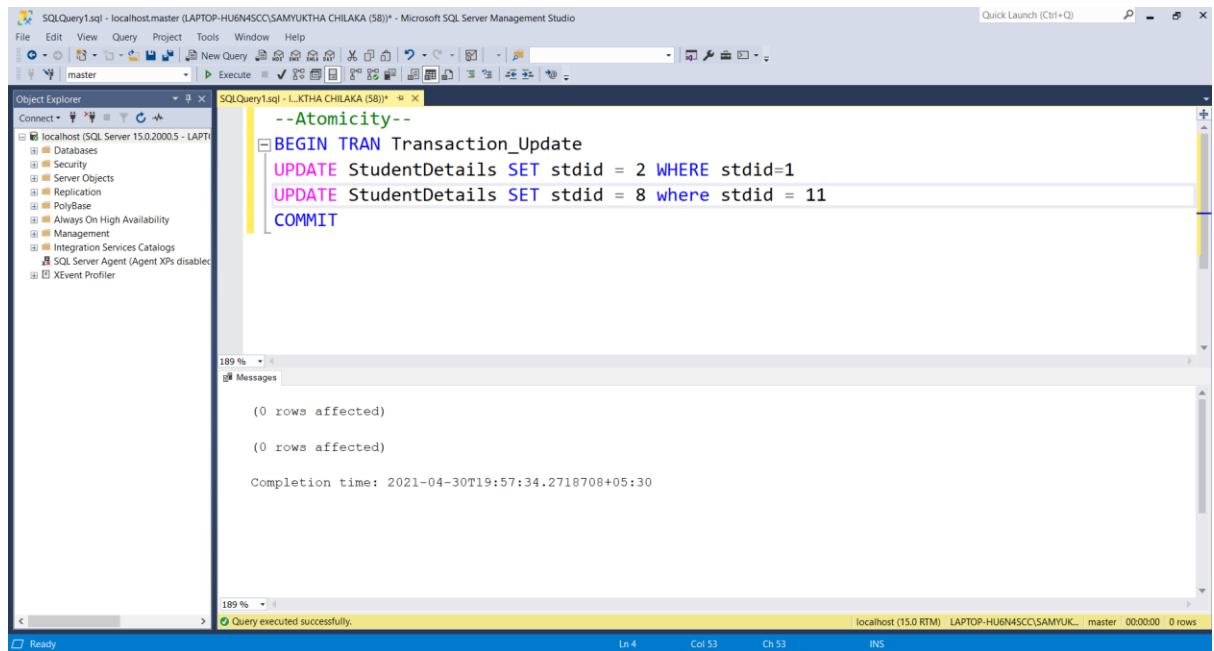 SQLQuery1.sql - localhost.master (LAPTOP-HU6N4SCC\SAMYUKTHA CHILAKA (58))* - Microsoft SQL Server Management Studio
Quick Launch (Ctrl+Q)
File Edit View Query Project Tools Window Help
New Query
master
Execute
Object Explorer
SQLQuery1.sql - l...KTHA CHILAKA (58))*
Connect
localhost (SQL Server 15.0.2000.5 - LAPT
Databases
Security
Server Objects
Replication
PolyBase
Always On High Availability
Management
Integration Services Catalogs
SQL Server Agent (Agent XPs disabled
XEvent Profiler
--Atomicity--
BEGIN TRAN Transaction_Update
UPDATE StudentDetails SET stdid = 2 WHERE stdid=1
UPDATE StudentDetails SET stdid = 8 where stdid = 11
COMMIT
189 %
Messages
(0 rows affected)
(0 rows affected)
Completion time: 2021-04-30T19:57:34.2718708+05:30
189 %
Query executed successfully.
localhost (15.0 RTM) LAPTOP-HU6N4SCC\SAMYUK... master 00:00:00 0 rows
Ready
Ln 4 Col 53 Ch 53 INS